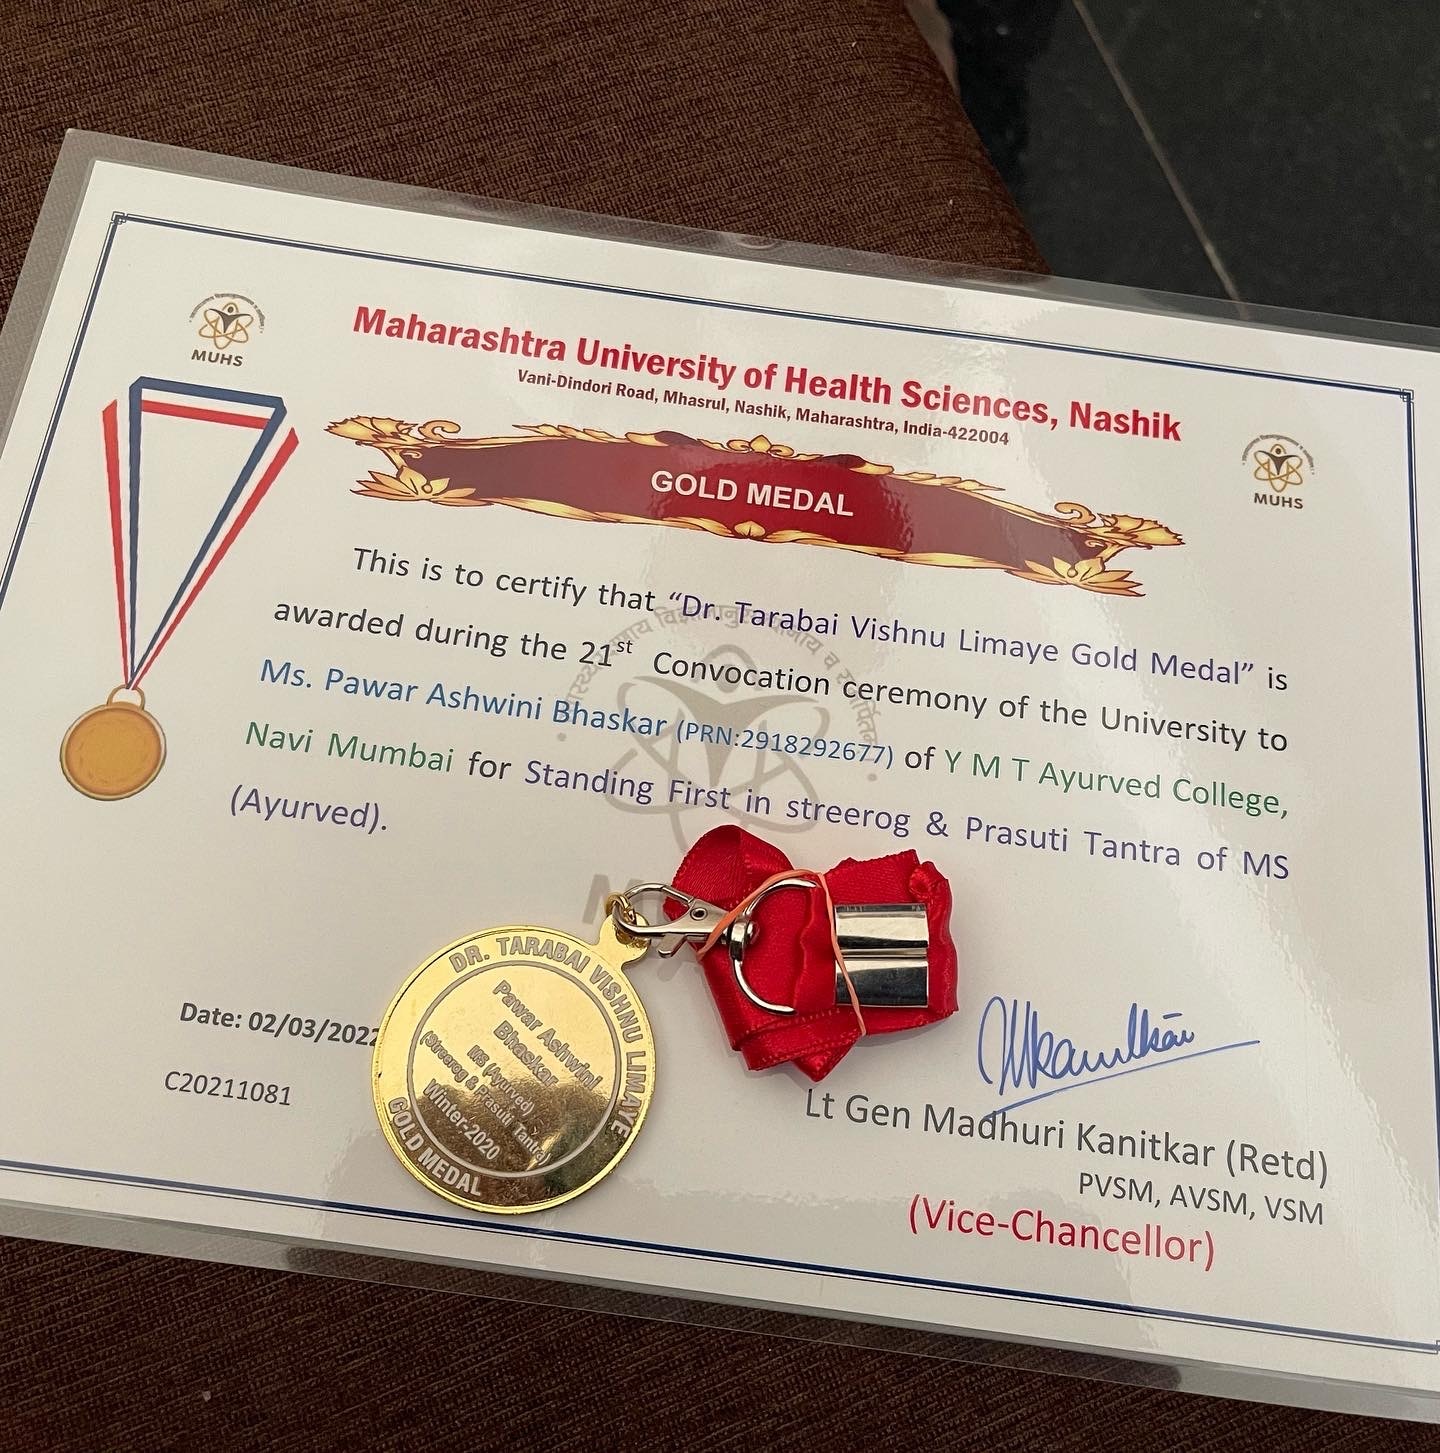 MUHS
Maharashtra University of Health Sciences, Nashik
Vani-Dindori Road, Mhasrul, Nashik, Maharashtra, India-422004
MUHS
GOLD MEDAL
This is to certify that "Dr. Tarabai Vishnu Limaye Gold Medal" is
awarded during the 21st Convocation ceremony of the University to
Ms. Pawar Ashwini Bhaskar (PRN:2918292677) of Y M T Ayurved College,
Navi Mumbai for Standing First in streerog & Prasuti Tantra of MS
(Ayurved).
DR. TARABAI VISHNU LIMAYE
Pawar Ashwini
Bhaskar
MS (Ayurved)
(Streerog & Prasuti Tantra)
Winter-2020
GOLD MEDAL
Date: 02/03/2022
C20211081
Lt Gen Madhuri Kanitkar (Retd)
PVSM, AVSM, VSM
(Vice-Chancellor)